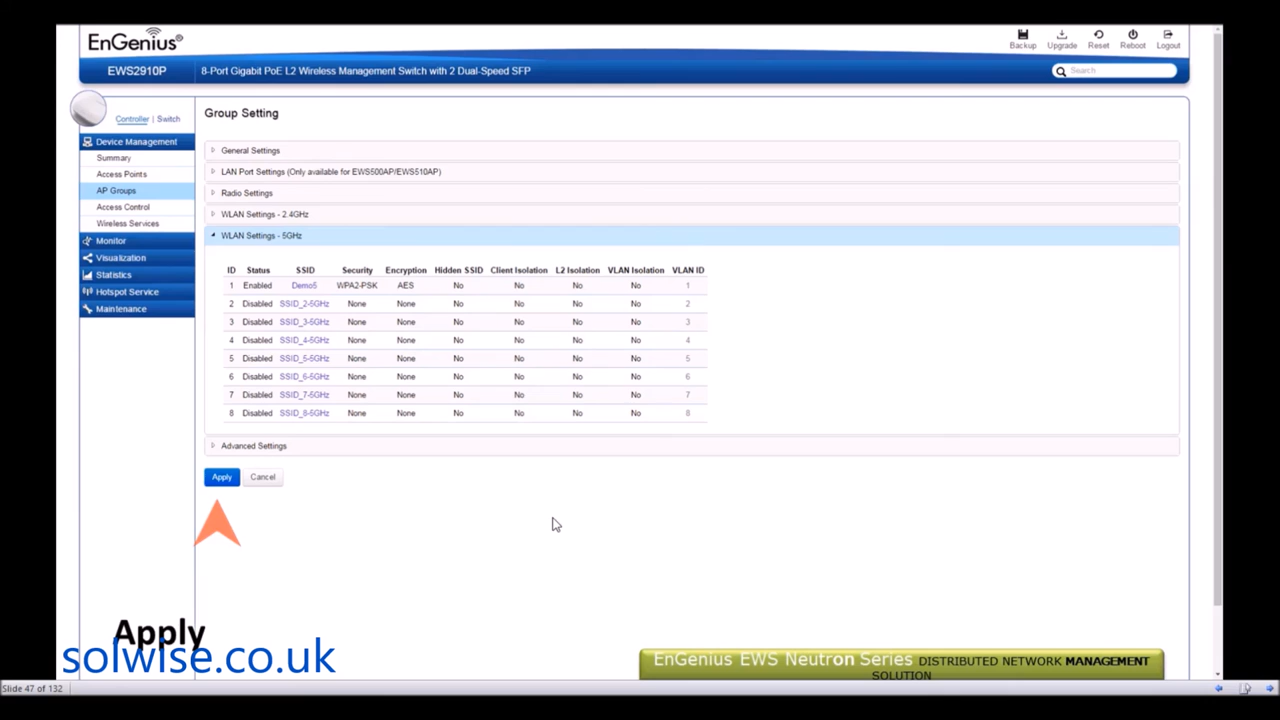 EnGenius®
Backup Upgrade Reset Reboot Logout
EWS2910P
8-Port Gigabit PoE L2 Wireless Management Switch with 2 Dual-Speed SFP
Search
Controller | Switch
Device Management
Summary
Access Points
AP Groups
Access Control
Wireless Services
Monitor
Visualization
Statistics
Hotspot Service
Maintenance
Group Setting
General Settings
LAN Port Settings (Only available for EWS500AP/EWS510AP)
Radio Settings
WLAN Settings - 2.4GHz
WLAN Settings - 5GHz
ID Status SSID Security Encryption Hidden SSID Client Isolation L2 Isolation VLAN Isolation VLAN ID
1 Enabled Demo5 WPA2-PSK AES No No No No 1
2 Disabled SSID_2-5GHz None None No No No No 2
3 Disabled SSID_3-5GHz None None No No No No 3
4 Disabled SSID_4-5GHz None None No No No No 4
5 Disabled SSID_5-5GHz None None No No No No 5
6 Disabled SSID_6-5GHz None None No No No No 6
7 Disabled SSID_7-5GHz None None No No No No 7
8 Disabled SSID_8-5GHz None None No No No No 8
Advanced Settings
Apply Cancel
Apply
solwise.co.uk
EnGenius EWS Neutron Series DISTRIBUTED NETWORK MANAGEMENT
SOLUTION
Slide 47 of 132